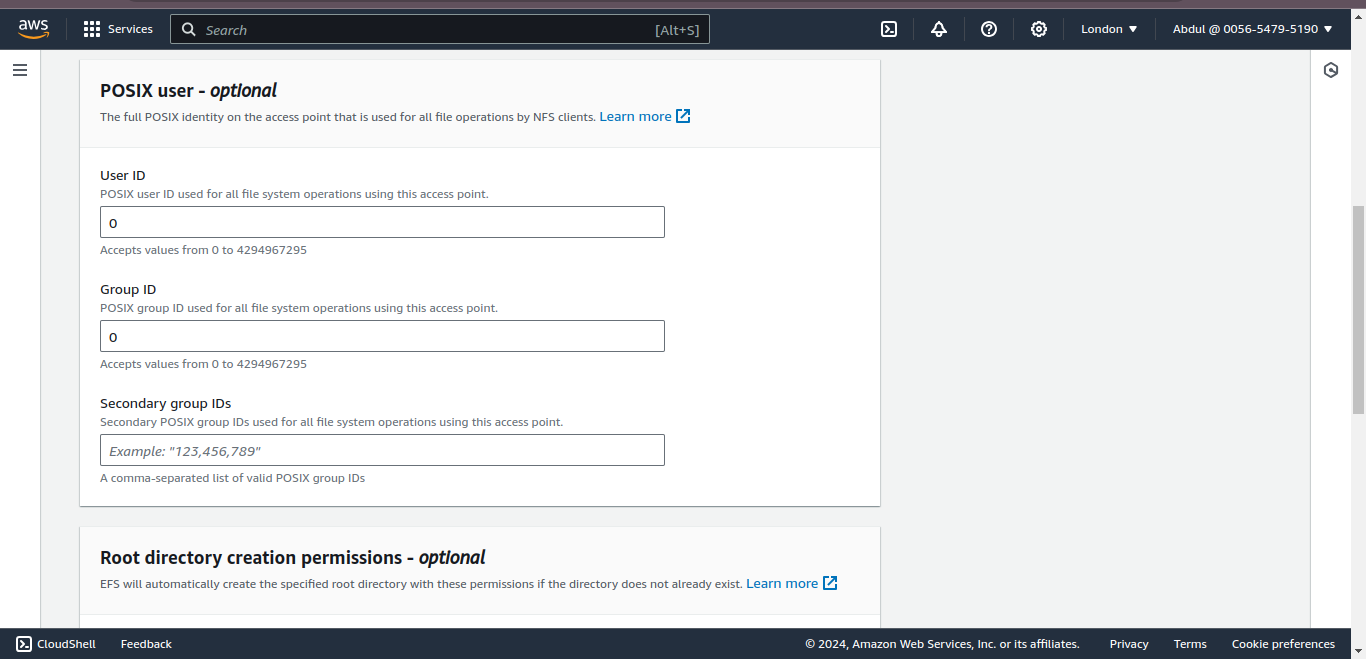 aws Services Search [Alt+S] London Abdul @ 0056-5479-5190
POSIX user - optional
The full POSIX identity on the access point that is used for all file operations by NFS clients. Learn more
User ID
POSIX user ID used for all file system operations using this access point.
0
Accepts values from 0 to 4294967295
Group ID
POSIX group ID used for all file system operations using this access point.
0
Accepts values from 0 to 4294967295
Secondary group IDs
Secondary POSIX group IDs used for all file system operations using this access point.
Example: "123,456,789"
A comma-separated list of valid POSIX group IDs
Root directory creation permissions - optional
EFS will automatically create the specified root directory with these permissions if the directory does not already exist. Learn more
CloudShell Feedback © 2024, Amazon Web Services, Inc. or its affiliates. Privacy Terms Cookie preferences